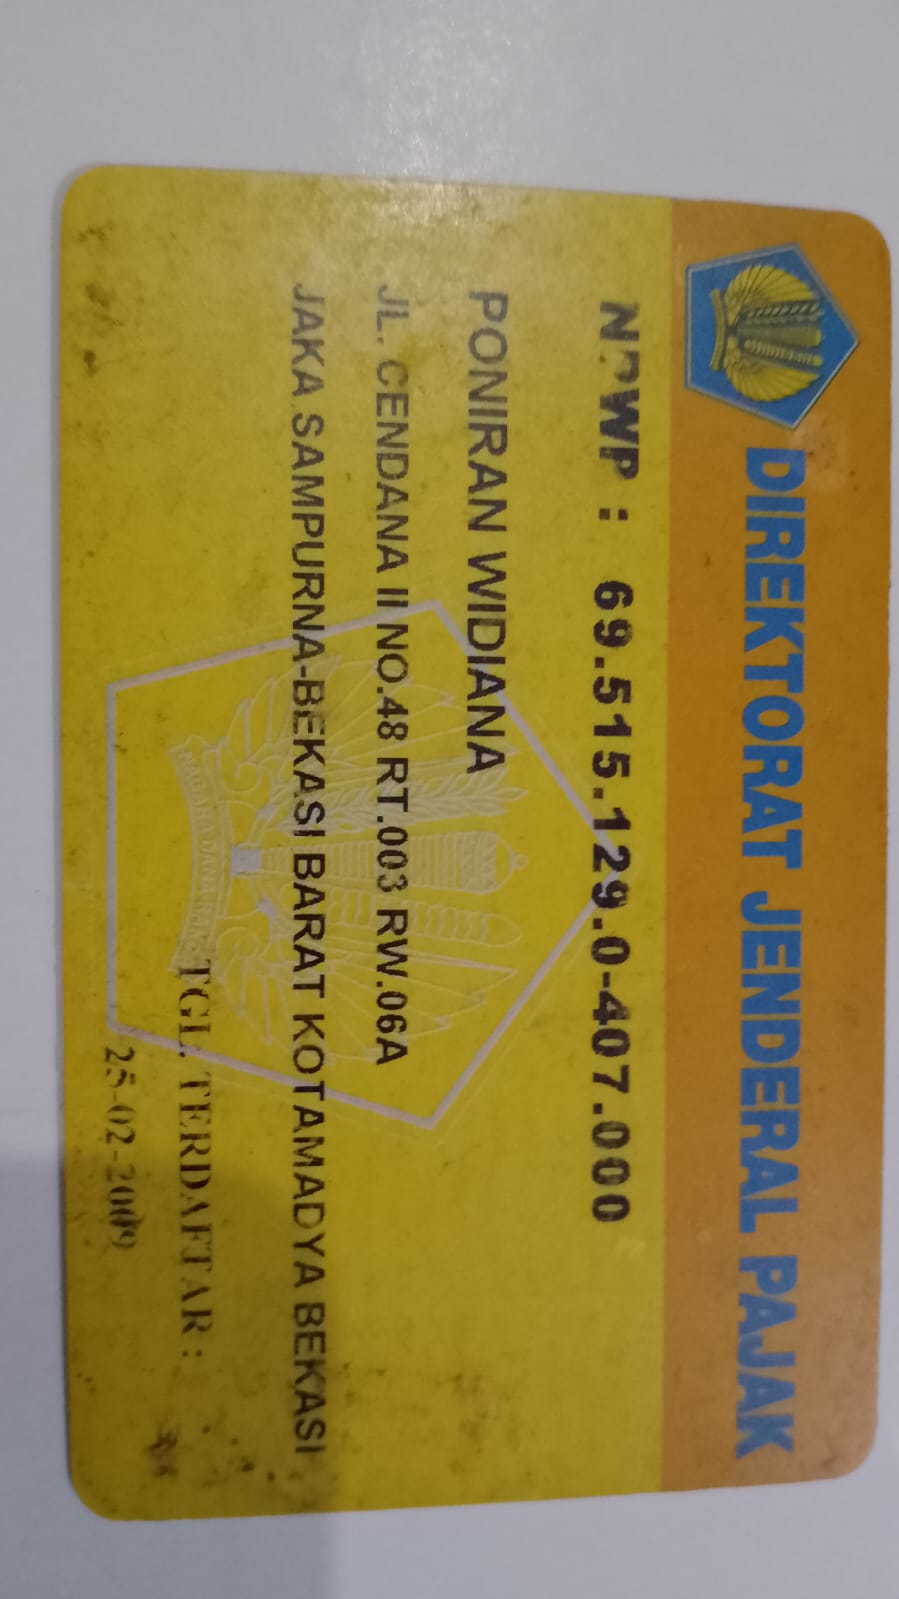 DIREKTORAT JENDERAL PAJAK
NPWP : 69.515.129.0-407.000
PONIRAN WIDIANA
JL. CENDANA II NO.48 RT.003 RW.06A
JAKA SAMPURNA-BEKASI BARAT KOTAMADYA BEKASI
TGL. TERDAFTAR :
25-02-2009